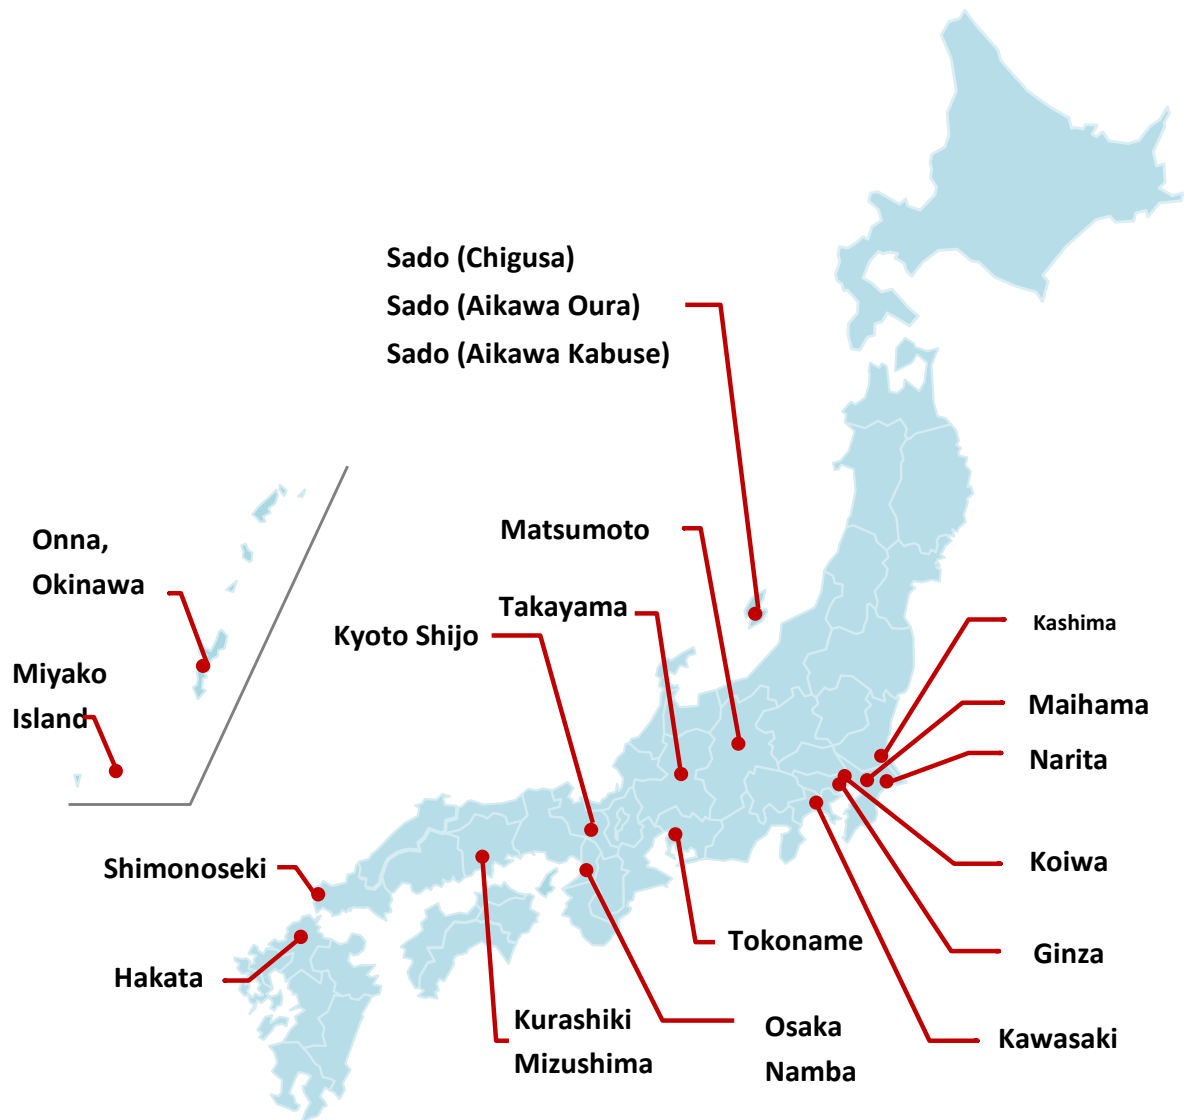 Sado (Chigusa)
Sado (Aikawa Oura)
Sado (Aikawa Kabuse)
Matsumoto
Onna,
Okinawa
Takayama
Kyoto Shijo
Kashima
Miyako
Island
Maihama
Narita
Shimonoseki
Koiwa
Tokoname
Ginza
Hakata
Kurashiki
Mizushima
Osaka
Namba
Kawasaki